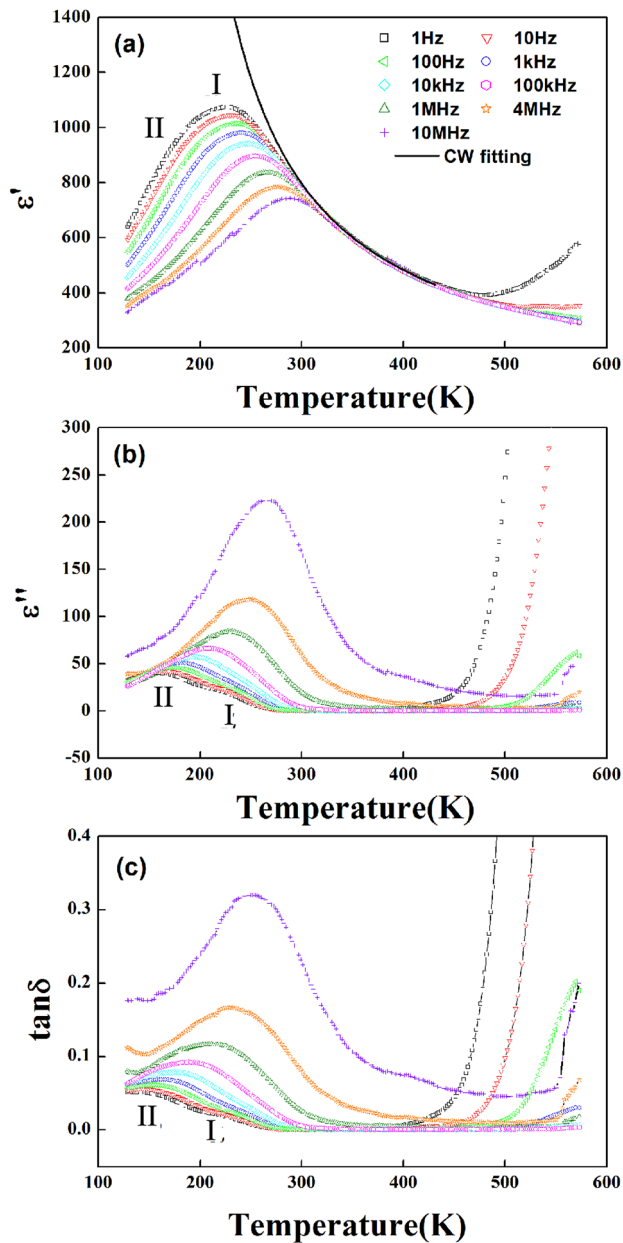 (a)
1Hz 10Hz
100Hz 1kHz
10kHz 100kHz
1MHz 4MHz
10MHz
CW fitting
I
II
1400
1200
1000
800
600
400
200
ε'
100 200 300 400 500 600
Temperature(K)
(b)
300
250
200
150
100
50
0
-50
ε''
II
I,
100 200 300 400 500 600
Temperature(K)
(c)
0.4
0.3
0.2
0.1
0.0
tanδ
II,
I,
100 200 300 400 500 600
Temperature(K)